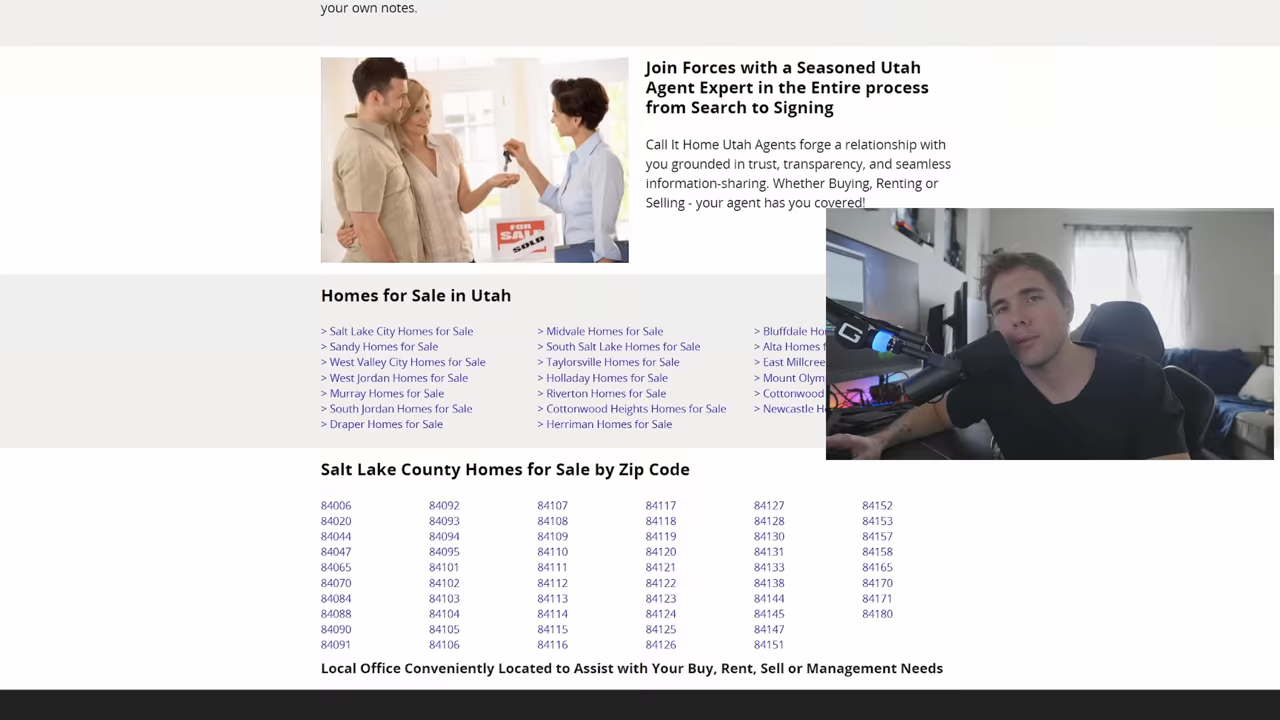 your own notes.
Join Forces with a Seasoned Utah
Agent Expert in the Entire process
from Search to Signing
Call It Home Utah Agents forge a relationship with
you grounded in trust, transparency, and seamless
information-sharing. Whether Buying, Renting or
Selling - your agent has you covered!
FOR
SALE
SOLD
Homes for Sale in Utah
> Salt Lake City Homes for Sale
> Sandy Homes for Sale
> West Valley City Homes for Sale
> West Jordan Homes for Sale
> Murray Homes for Sale
> South Jordan Homes for Sale
> Draper Homes for Sale
> Midvale Homes for Sale
> South Salt Lake Homes for Sale
> Taylorsville Homes for Sale
> Holladay Homes for Sale
> Riverton Homes for Sale
> Cottonwood Heights Homes for Sale
> Herriman Homes for Sale
> Bluffdale
> Alta Homes
> East
> Mount
> Cottonwood
> Newcastle
G
Salt Lake County Homes for Sale by Zip Code
84006 84092 84107 84117 84127 84152
84020 84093 84108 84118 84128 84153
84044 84094 84109 84119 84130 84157
84047 84095 84110 84120 84131 84158
84065 84101 84111 84121 84133 84165
84070 84102 84112 84122 84138 84170
84084 84103 84113 84123 84144 84171
84088 84104 84114 84124 84145 84180
84090 84105 84115 84125 84147
84091 84106 84116 84126 84151
Local Office Conveniently Located to Assist with Your Buy, Rent, Sell or Management Needs